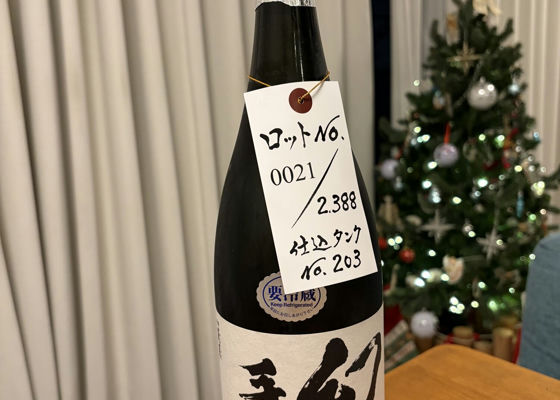 ロットNo.
0021/2.388
仕込タンク
No.203
要冷蔵
Keep Refrigerated